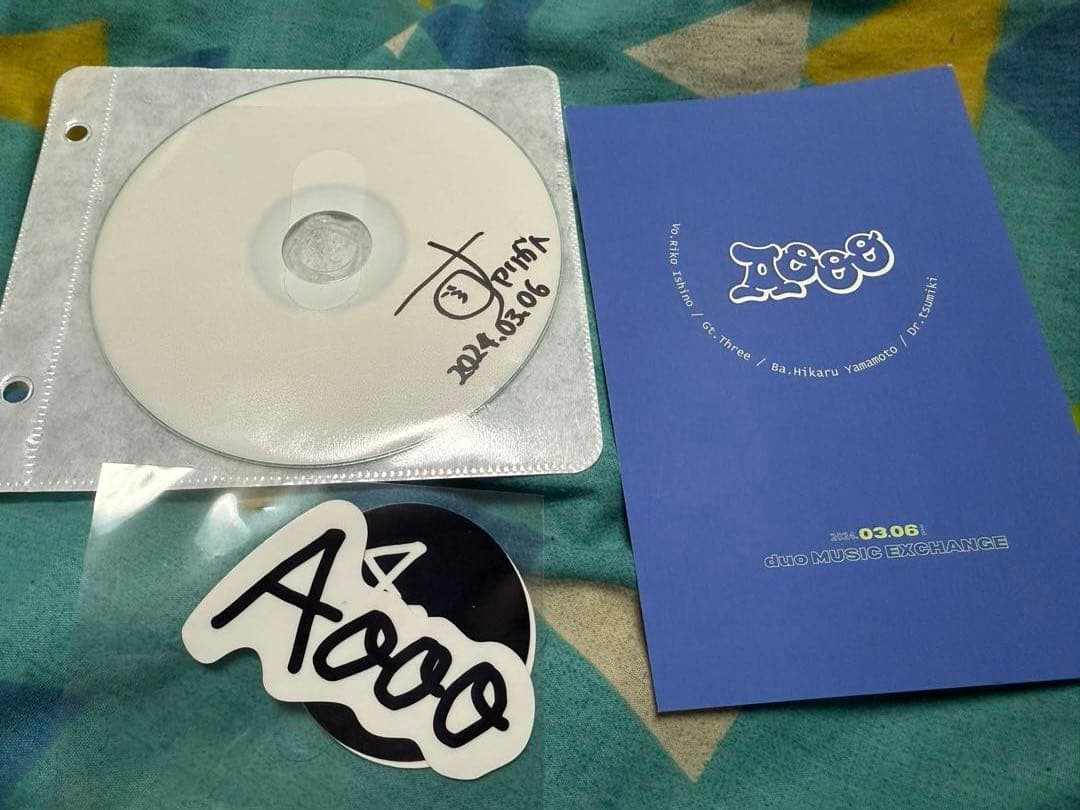 2024.03.06
Aooo
Vo.Riko Ishino / Gt.Three / Ba.Hikaru Yamamoto / Dr.tsumiki
2024.03.06
duo MUSIC EXCHANGE
Aooo